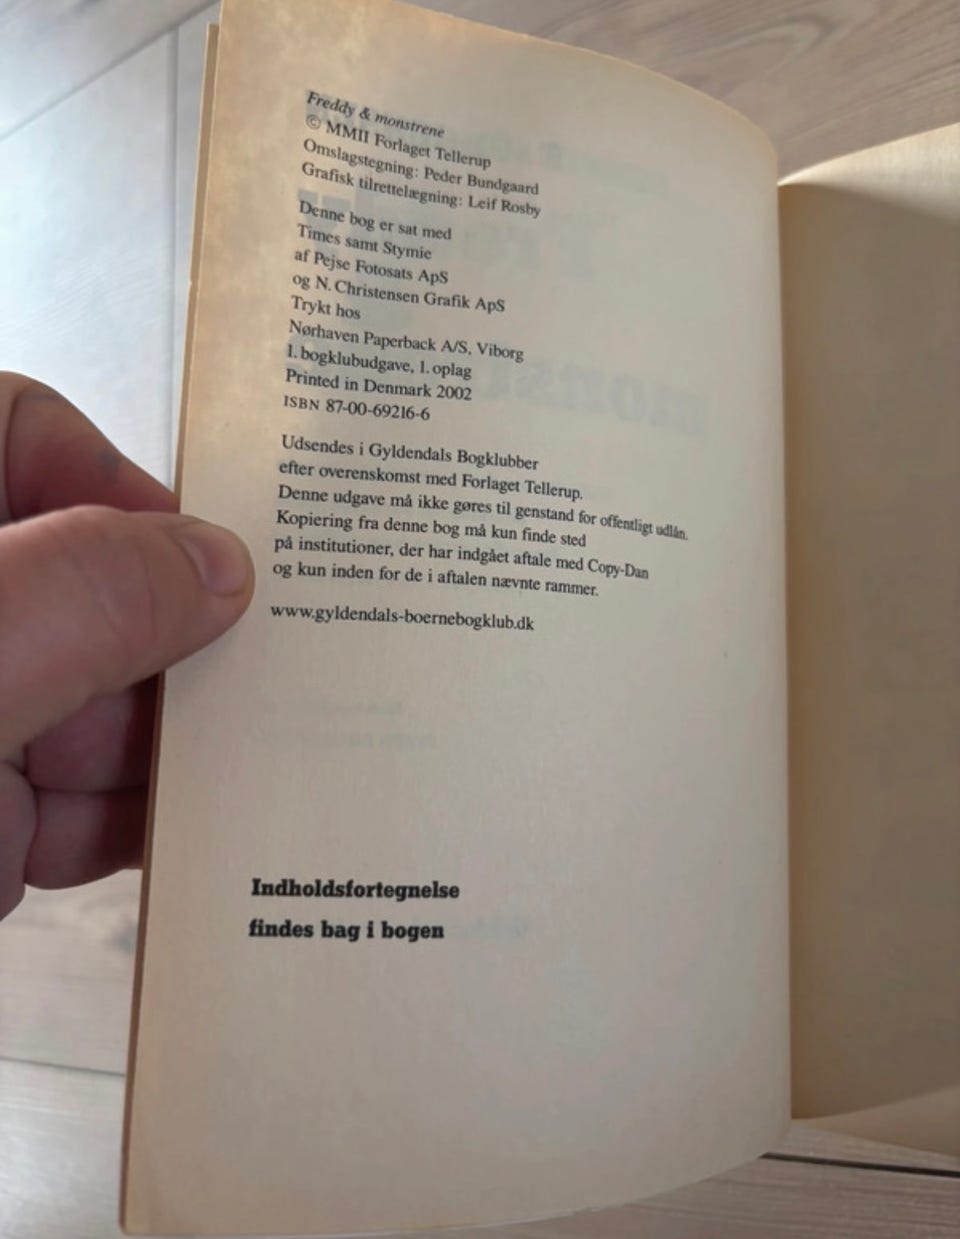 Freddy & monstrene
© MMII Forlaget Tellerup
Omslagstegning: Peder Bundgaard
Grafisk tilrettelægning: Leif Rosby
Denne bog er sat med
Times samt Stymie
af Pejse Fotosats ApS
og N. Christensen Grafik ApS
Trykt hos
Nørhaven Paperback A/S, Viborg
1. bogklubudgave, 1. oplag
Printed in Denmark 2002
ISBN 87-00-69216-6
Udsendes i Gyldendals Bogklubber
efter overenskomst med Forlaget Tellerup.
Denne udgave må ikke gøres til genstand for offentligt udlån.
Kopiering fra denne bog må kun finde sted
på institutioner, der har indgået aftale med Copy-Dan
og kun inden for de i aftalen nævnte rammer.
www.gyldendals-boernebogklub.dk
Indholdsfortegnelse
findes bag i bogen